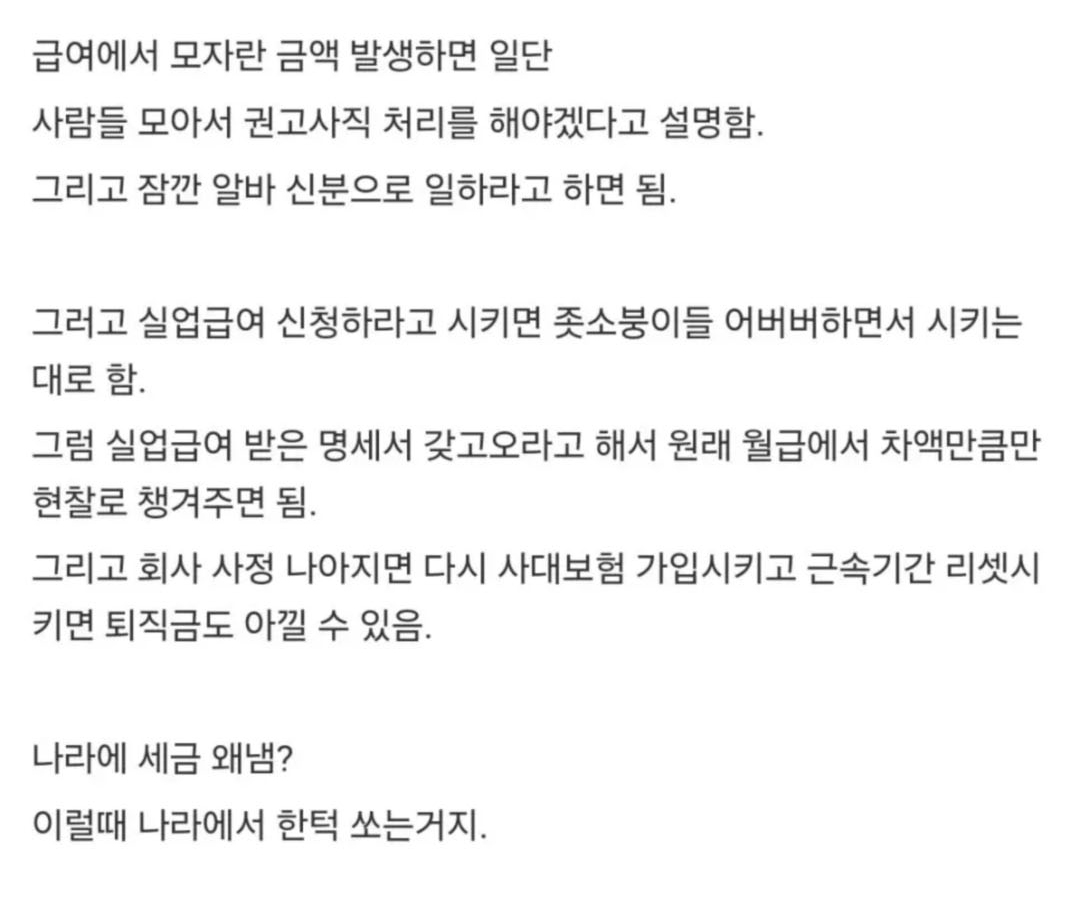 급여에서 모자란 금액 발생하면 일단
사람들 모아서 권고사직 처리를 해야겠다고 설명함.
그리고 잠깐 알바 신분으로 일하라고 하면 됨.
그러고 실업급여 신청하라고 시키면 좃소붕이들 어버버하면서 시키는
대로 함.
그럼 실업급여 받은 명세서 갖고오라고 해서 원래 월급에서 차액만큼만
현찰로 챙겨주면 됨.
그리고 회사 사정 나아지면 다시 사대보험 가입시키고 근속기간 리셋시
키면 퇴직금도 아낄 수 있음.
나라에 세금 왜냄?
이럴때 나라에서 한턱 쏘는거지.